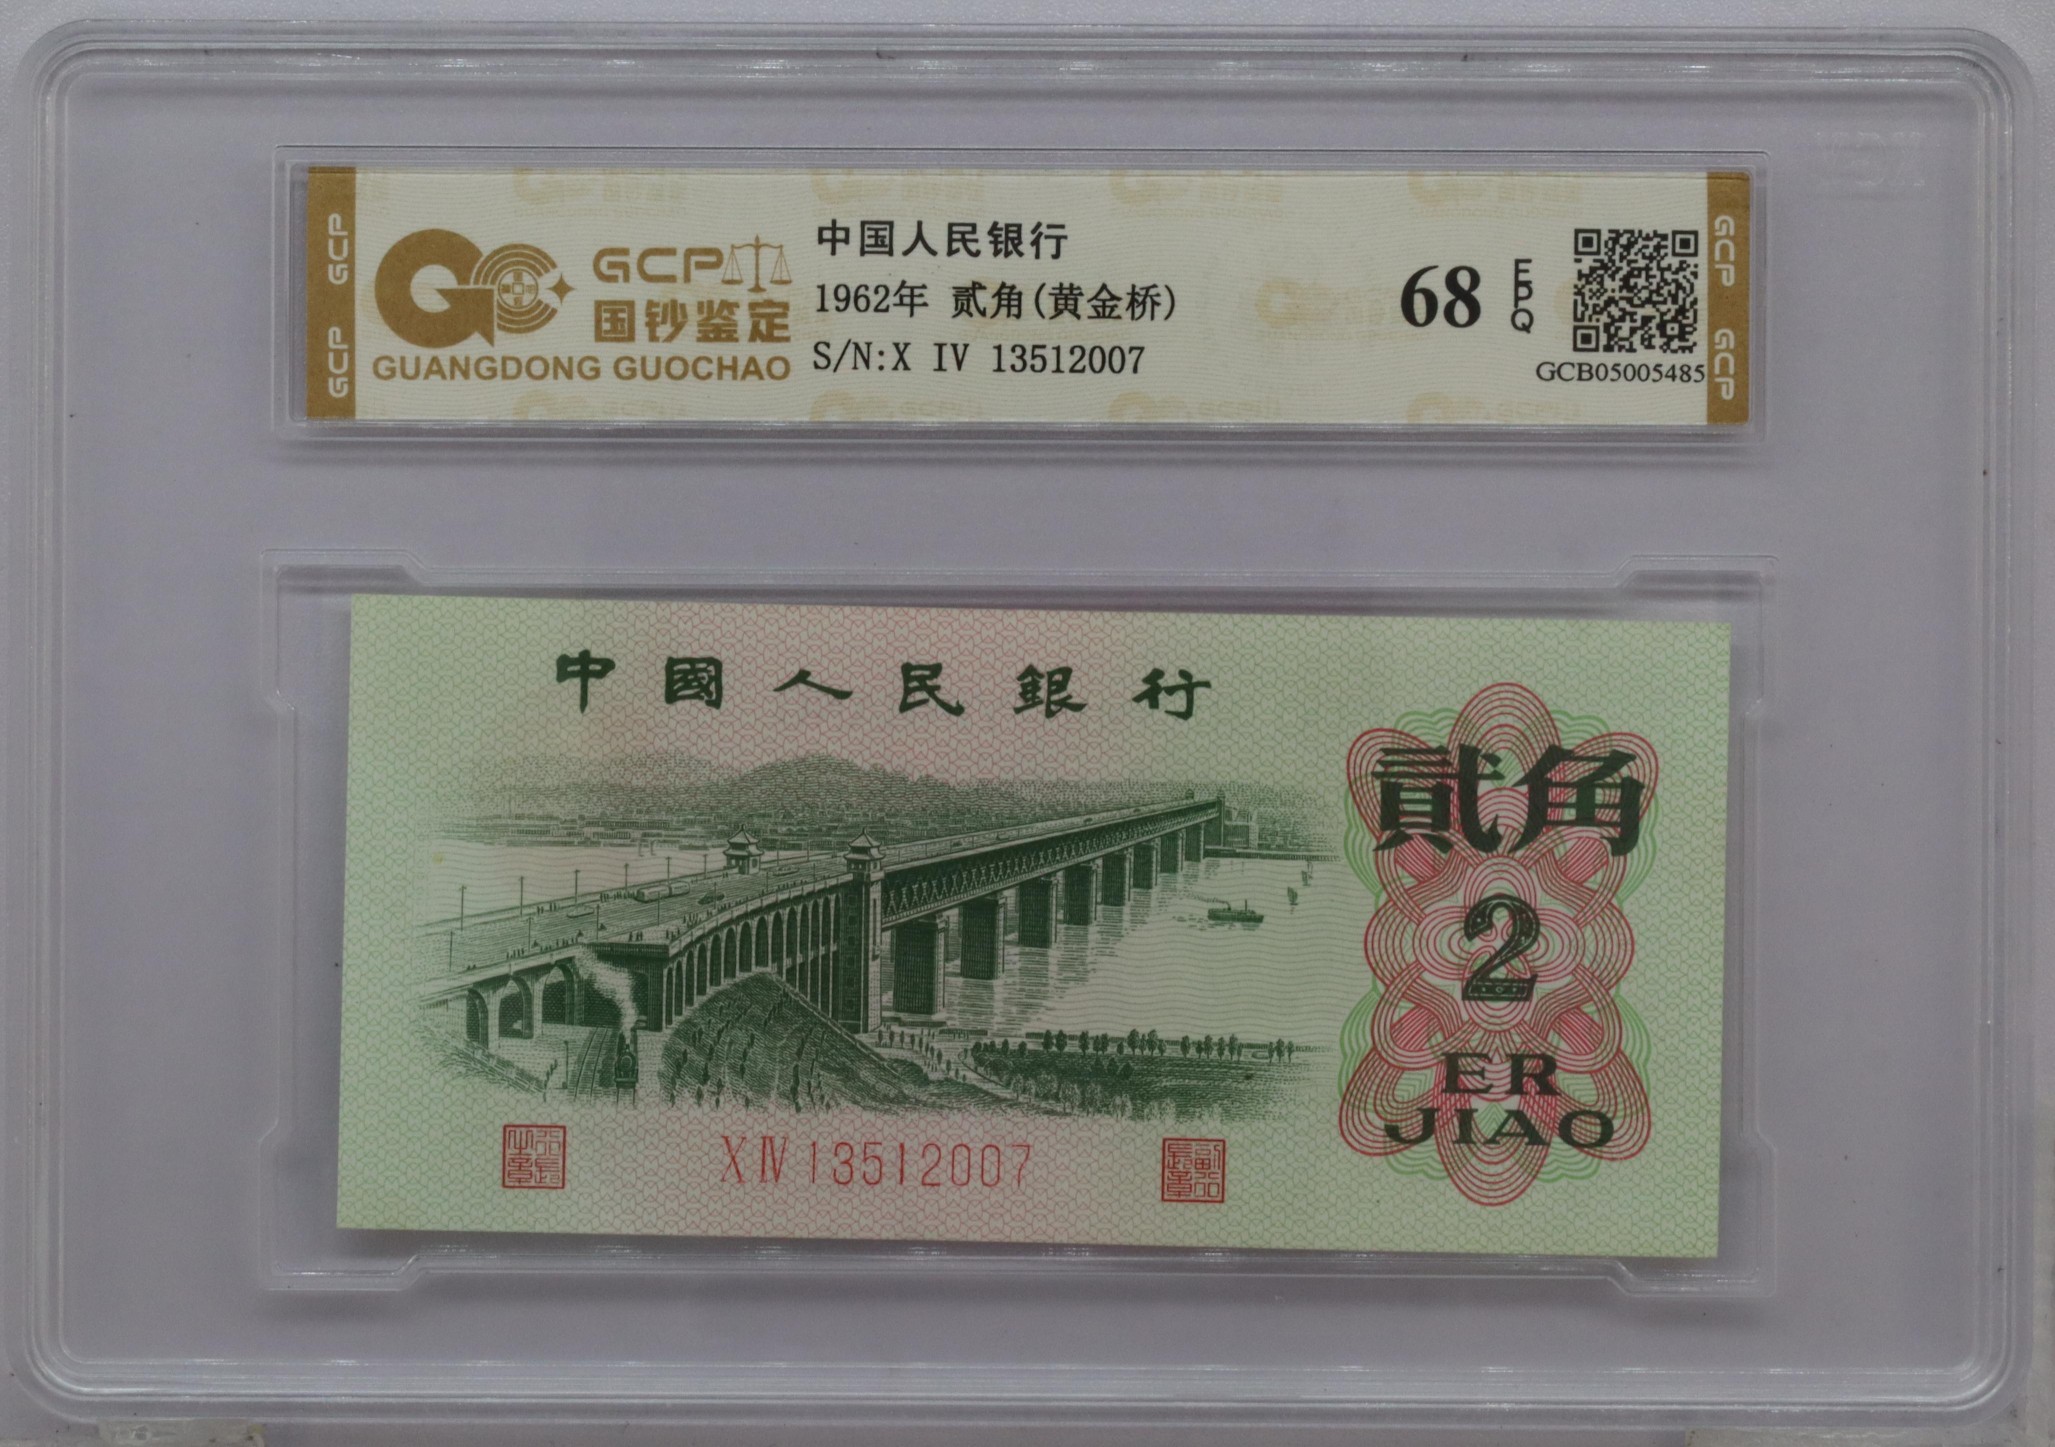 GCP
GCP
GCP
国钞鉴定
GUANGDONG GUOCHAO
中国人民银行
1962年 贰角(黄金桥)
S/N:X IV 13512007
68
EPQ
GCB05005485
GCP
GCP
中國人民銀行
貳角
2
ER
JIAO
X IV 13512007